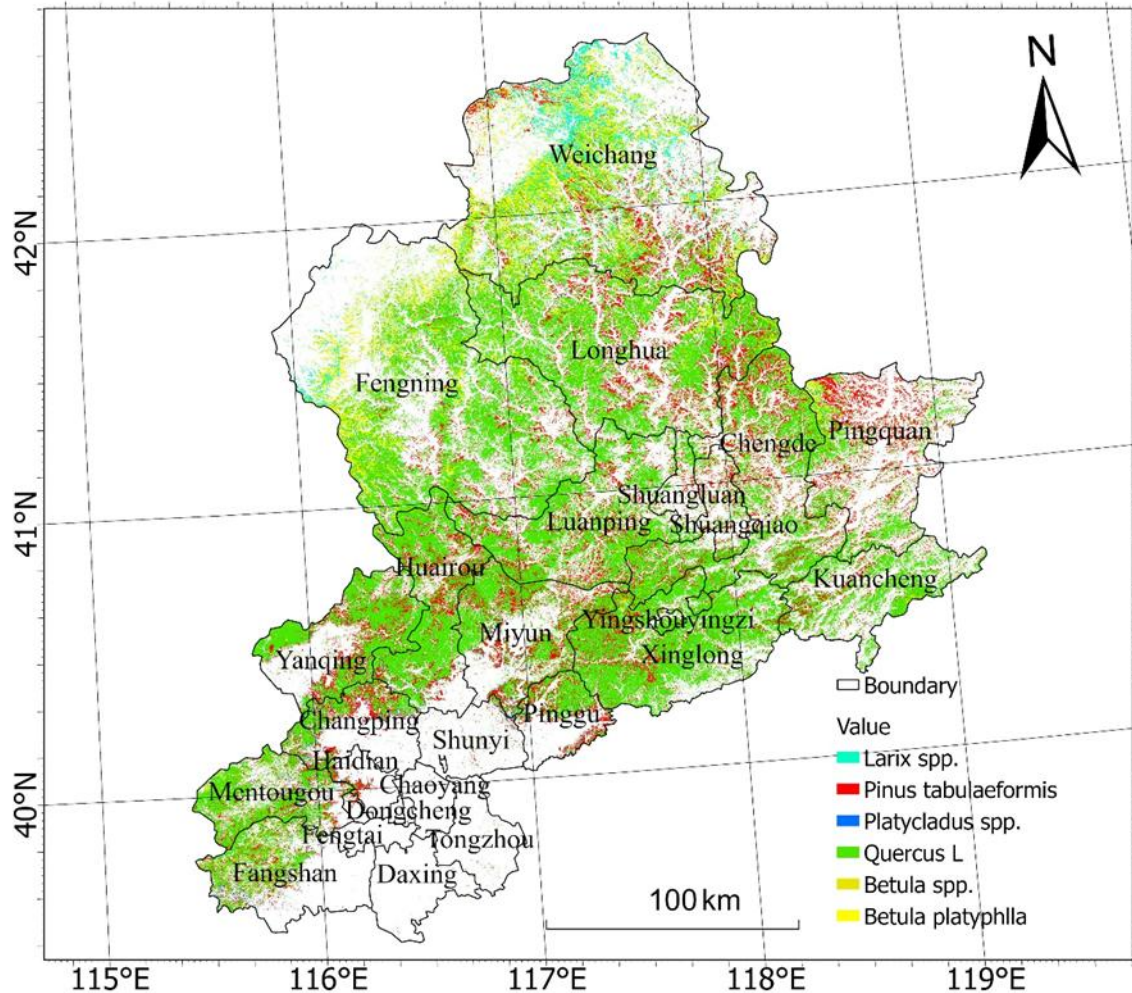 N
Weichang
42°N
Longhua
Fengning
Chengde
Pingquan
Shuangluan
41°N
Luanping
Shuangqiao
Huairou
Kuancheng
Yingshouyingzi
Miyun
Xinglong
Yanqing
Boundary
Pinggu
Changping
Value
Shunyi
Larix spp.
Haidian
Pinus tabulaeformis
Chaoyang
Mentougou
40°N
Dongcheng
Platycladus spp.
Fengtai
Tongzhou
Quercus L
Fangshan
Daxing
Betula spp.
100 km
Betula platyphlla
115°E
116°E
117°E
118°E
119°E